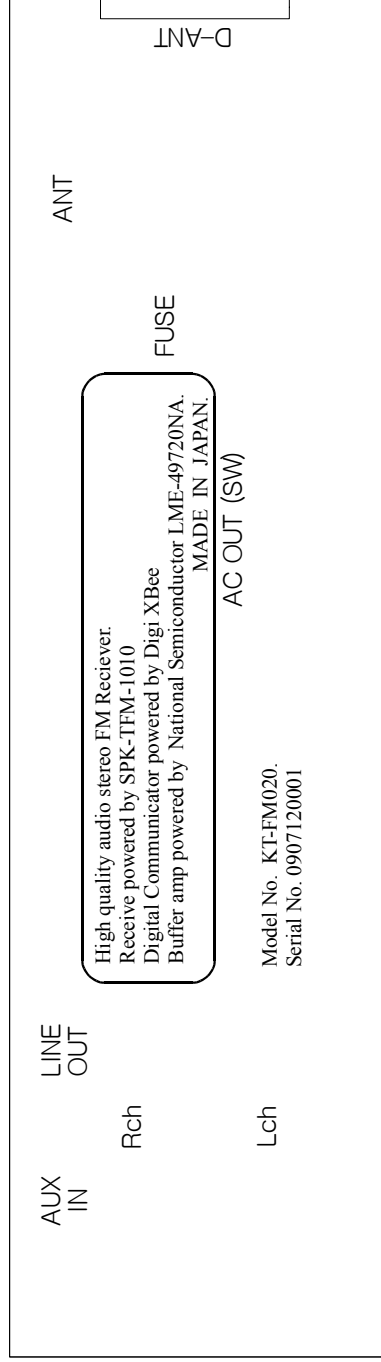 AUX
IN
LINE
OUT
Rch
Lch
High quality audio stereo FM Reciever.
Receive powered by SPK-TFM-1010
Digital Communicator powered by Digi XBee
Buffer amp powered by National Semiconductor LME-49720NA.
MADE IN JAPAN.
Model No. KT-FM020.
Serial No. 0907120001
AC OUT (SW)
FUSE
ANT
D-ANT